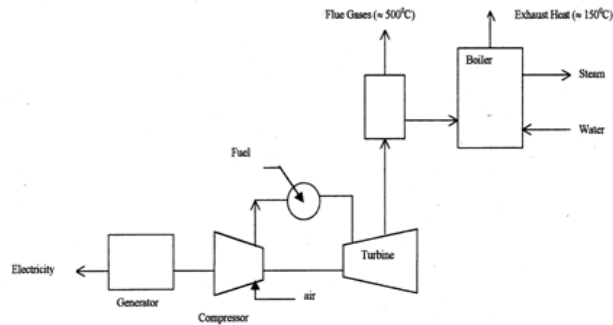 Flue Gases (≈ 500⁰C)
Exhaust Heat (≈ 150⁰C)
Boiler
Steam
Water
Fuel
Turbine
Electricity
Generator
air
Compressor